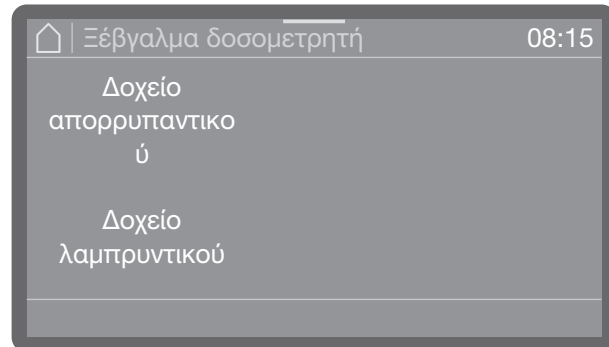 Ξέβγαλμα δοσομετρητή 08:15
Δοχείο
απορρυπαντικο
ύ
Δοχείο
λαμπρυντικού